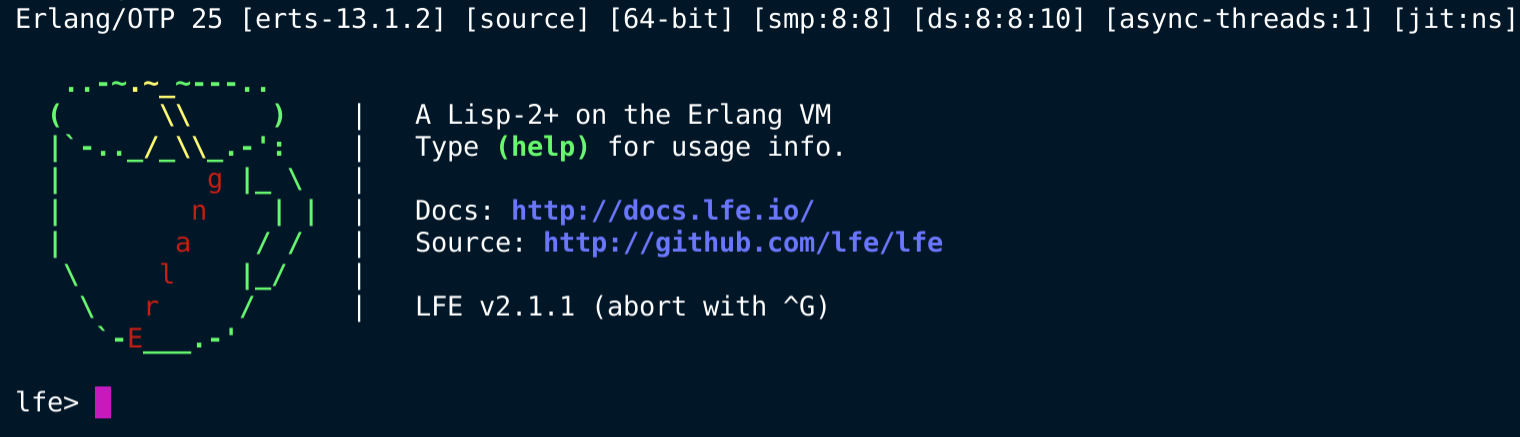 Erlang/OTP 25 [erts-13.1.2] [source] [64-bit] [smp:8:8] [ds:8:8:10] [async-threads:1] [jit:ns]

   ..-~.~_~---..
  (      \\     )    |   A Lisp-2+ on the Erlang VM
  |`-.._/_\\_.-':    |   Type (help) for usage info.
  |         g |_ \   |
  |        n    | |  |   Docs: http://docs.lfe.io/
  |       a    / /   |   Source: http://github.com/lfe/lfe
   \     l    |_/    |
    \   r     /      |   LFE v2.1.1 (abort with ^G)
     `-E___.-'

lfe>